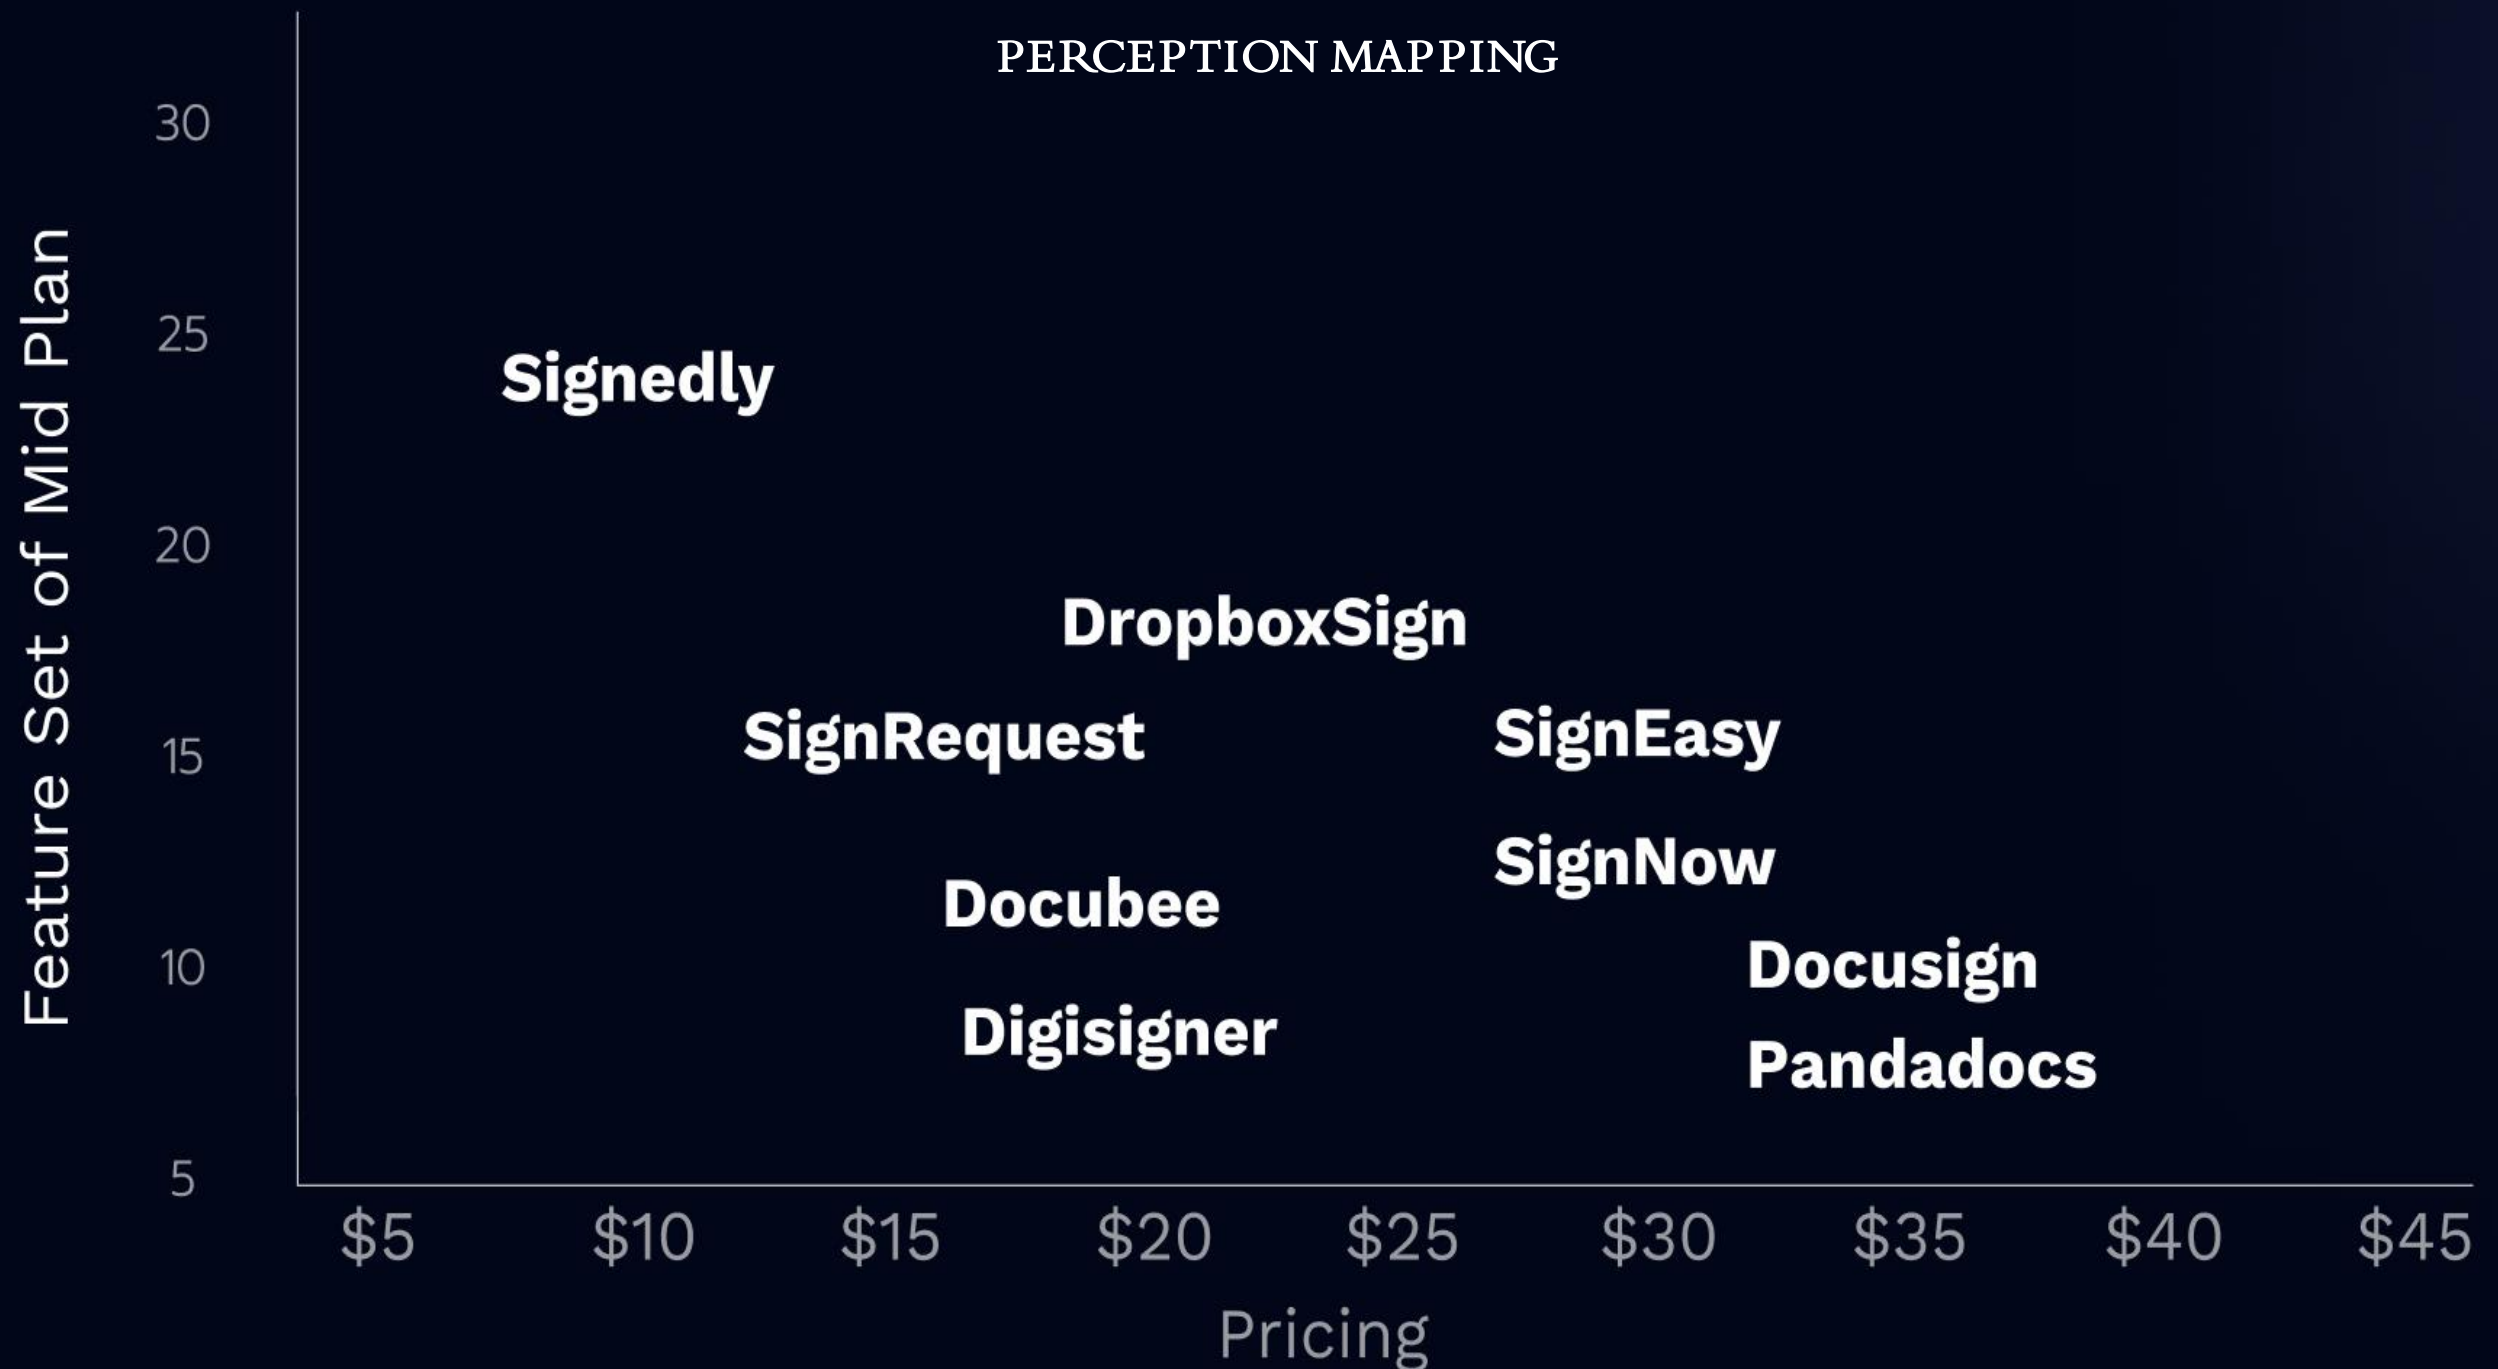 PERCEPTION MAPPING
Feature Set of Mid Plan
30
25
20
15
10
5
Signedly
DropboxSign
SignRequest
SignEasy
SignNow
Docubee
Docusign
Digisigner
Pandadocs
$5 $10 $15 $20 $25 $30 $35 $40 $45
Pricing